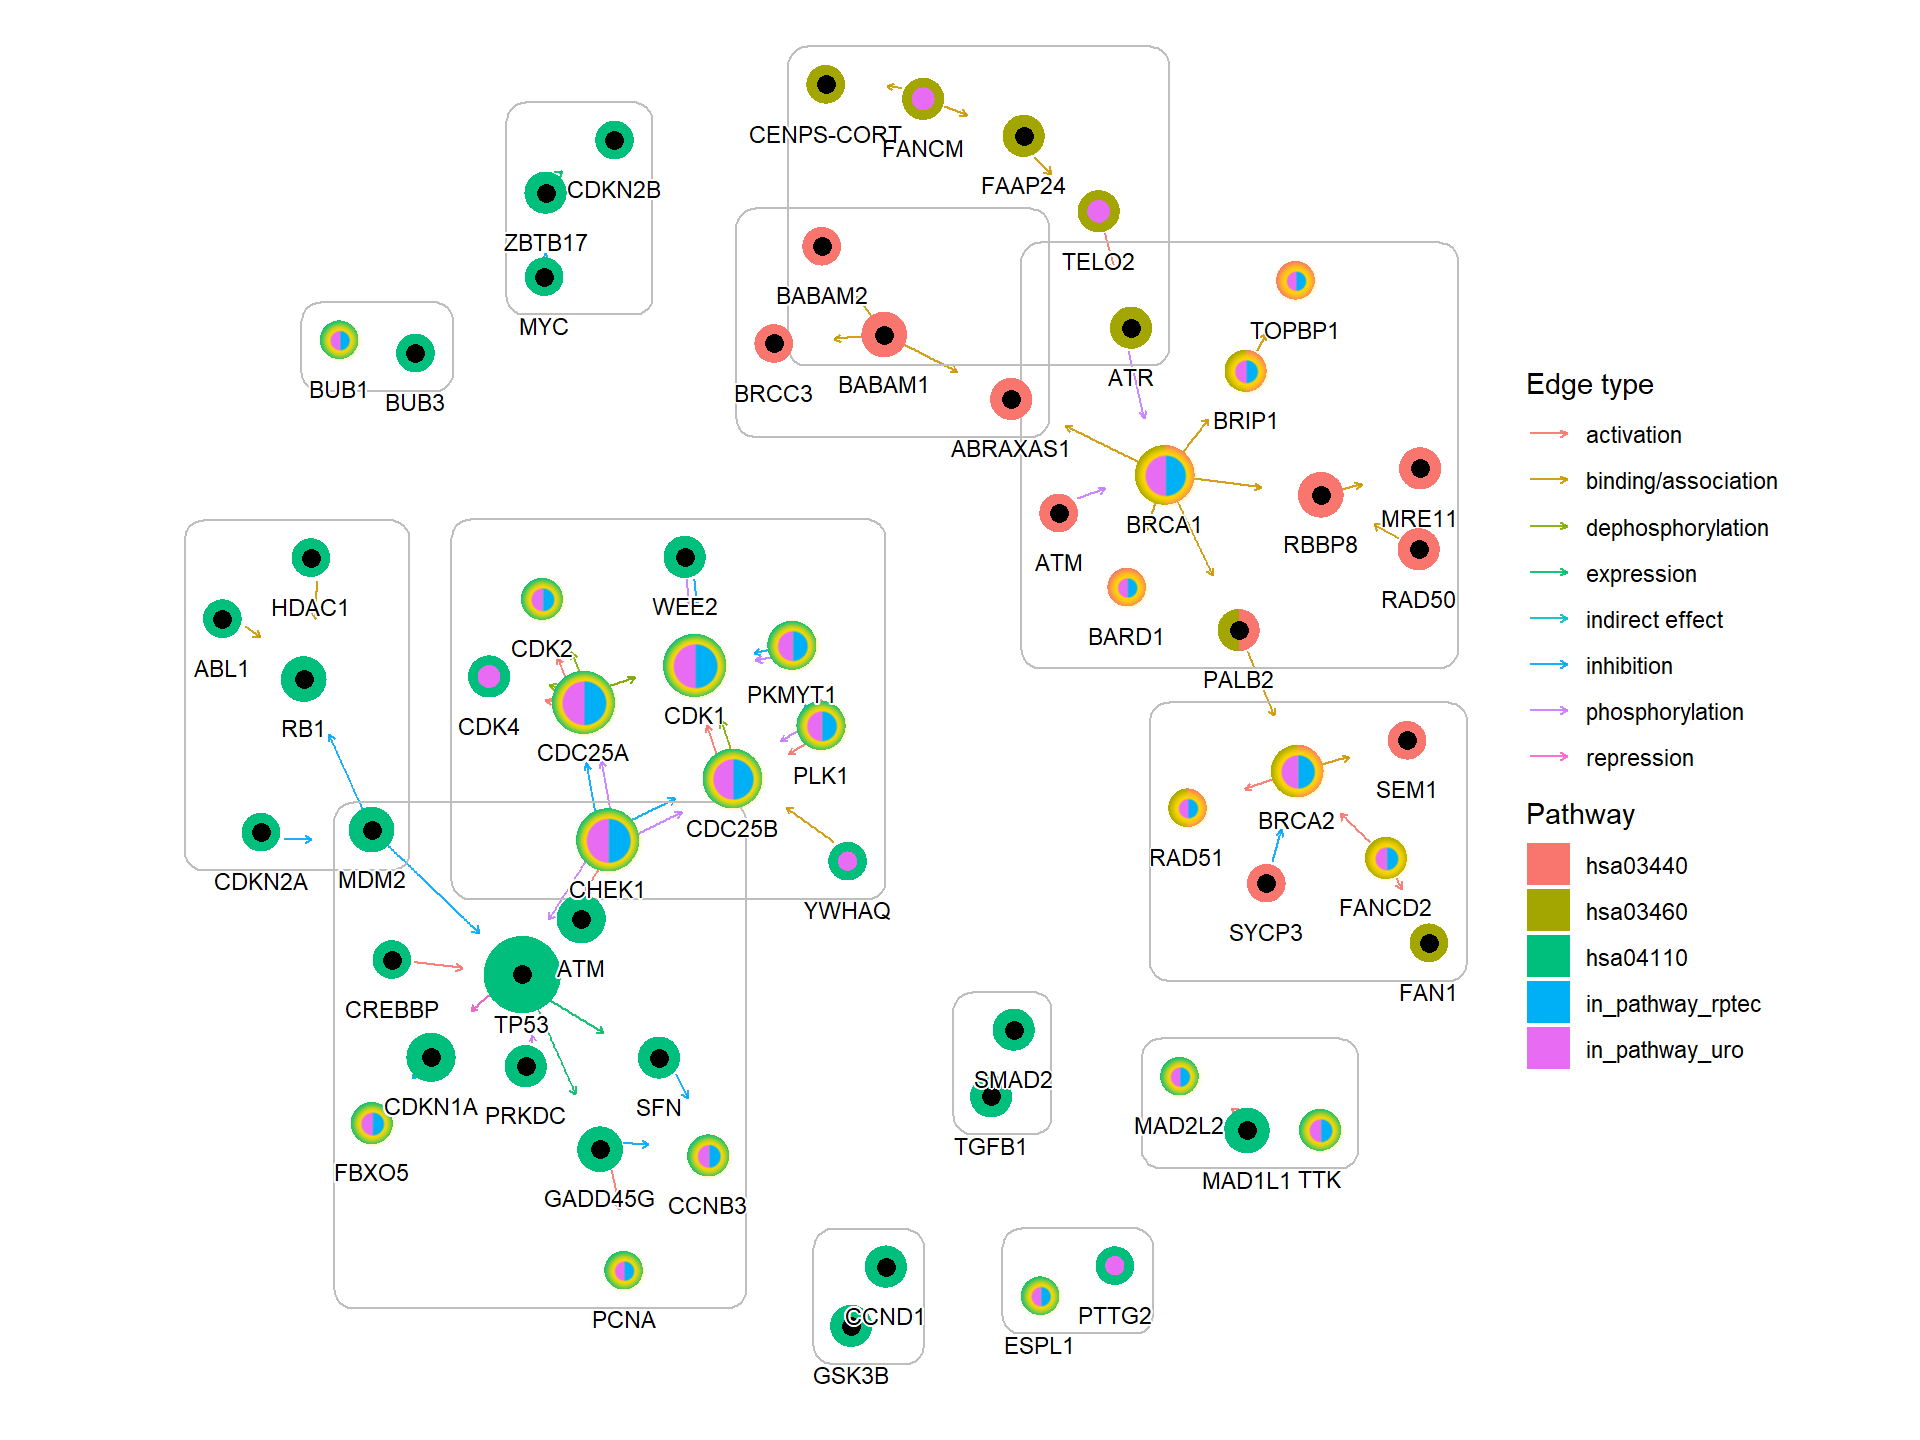 CENPS-CORT
FANCM
FAAP24
CDKN2B
ZBTB17
MYC
TELO2
BABAM2
BRCC3
BABAM1
ATR
ABRAXAS1
TOPBP1
BRIP1
BUB1
BUB3
BRCA1
ATM
RBBP8
MRE11
RAD50
BARD1
PALB2
HDAC1
ABL1
RB1
CDKN2A
MDM2
WEE2
CDK2
CDK4
CDC25A
CDK1
PKMYT1
PLK1
CDC25B
CHEK1
YWHAQ
SEM1
BRCA2
RAD51
SYCP3
FANCD2
FAN1
ATM
CREBBP
TP53
CDKN1A
PRKDC
SFN
FBXO5
GADD45G
CCNB3
PCNA
SMAD2
TGFB1
MAD2L2
MAD1L1
TTK
CCND1
GSK3B
PTTG2
ESPL1
Edge type
activation
binding/association
dephosphorylation
expression
indirect effect
inhibition
phosphorylation
repression
Pathway
hsa03440
hsa03460
hsa04110
in_pathway_rptec
in_pathway_uro